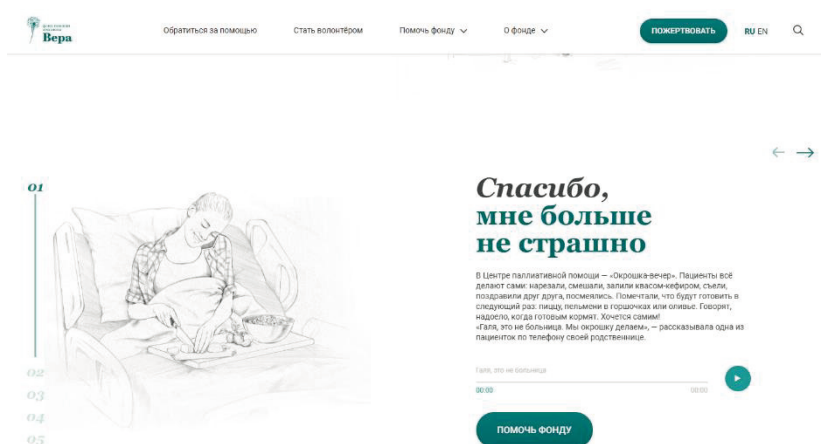 Вера
Обратиться за помощью
Стать волонтёром
Помочь фонду
О фонде
ПОЖЕРТВОВАТЬ
RU EN
01
02
03
04
05
Спасибо,
мне больше
не страшно
В Центре паллиативной помощи — «Окрошка-вечер». Пациенты всё
делают сами: нарезали, смешали, залили квасом-кефиром, съели,
поздравили друг друга, посмеялись. Помечтали, что будут готовить в
следующий раз: пиццу, пельмени в горшочках или оливье. Говорят,
надоело, когда готовым кормят. Хочется самим!
«Галя, это не больница. Мы окрошку делаем», — рассказывала одна из
пациенток по телефону своей родственнице.
Галя, это не больница
00:00
00:00
ПОМОЧЬ ФОНДУ